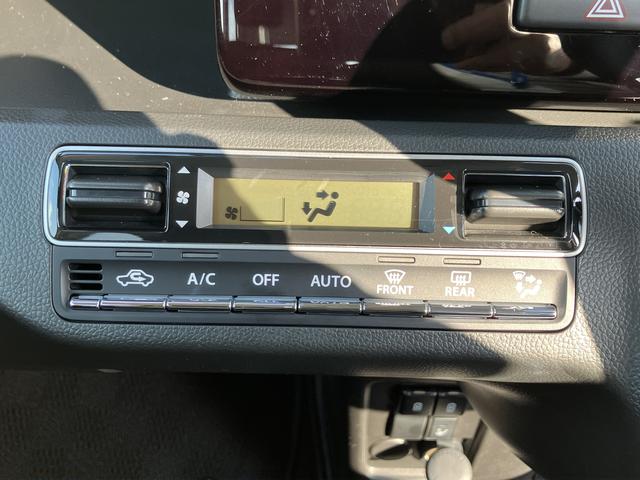 A/C OFF AUTO FRONT REAR